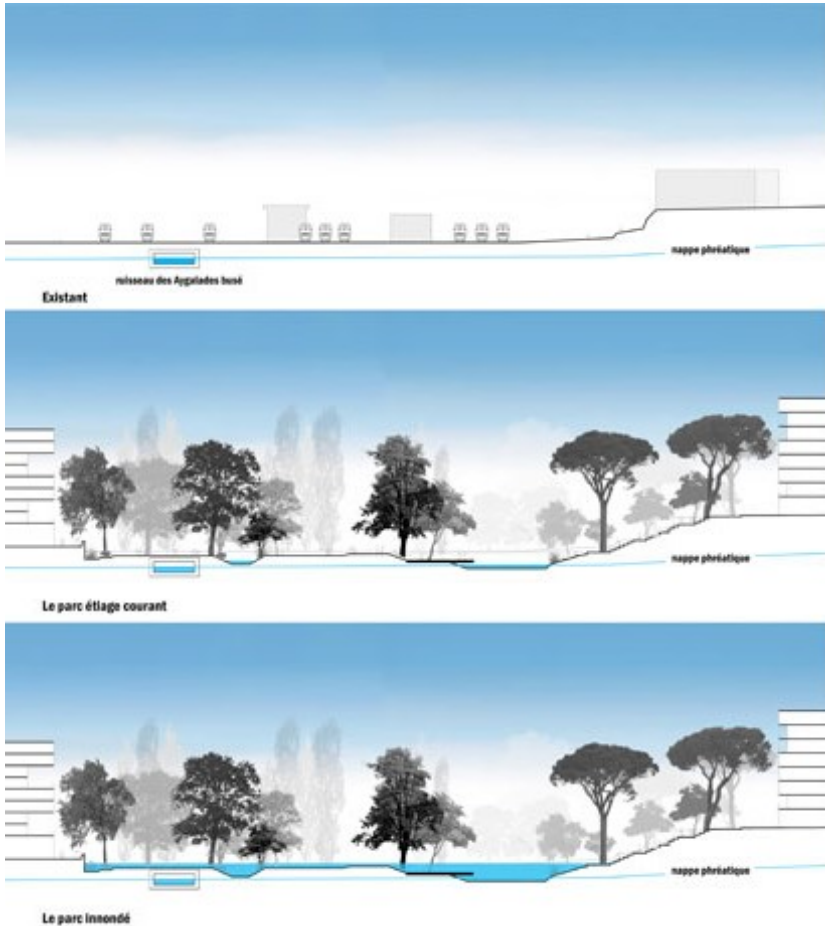 nappe phréatique
ruisseau des Aygalades busé
Existant
nappe phréatique
Le parc étiage courant
nappe phréatique
Le parc innondé